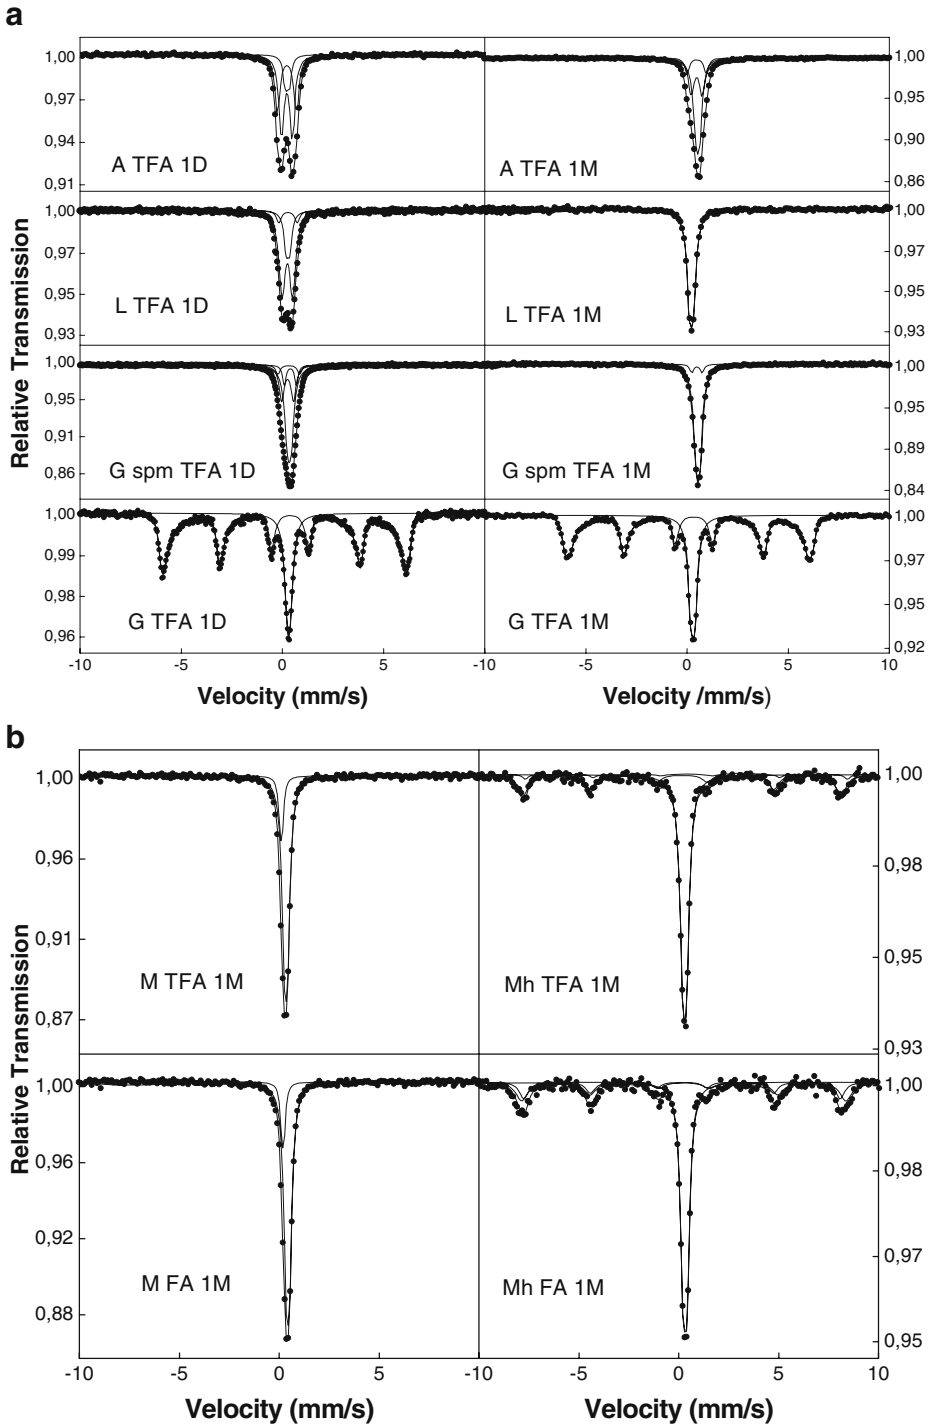 a
Relative Transmission
1,00
0,97
0,94
0,91
A TFA 1D
1,00
0,95
0,90
0,86
A TFA 1M
1,00
0,97
0,95
0,93
L TFA 1D
1,00
0,97
0,95
0,93
L TFA 1M
1,00
0,95
0,91
0,86
G spm TFA 1D
1,00
0,95
0,89
0,84
G spm TFA 1M
1,00
0,99
0,98
0,96
G TFA 1D
1,00
0,97
0,95
0,92
G TFA 1M
-10 -5 0 5 -10 -5 0 5 10
Velocity (mm/s) Velocity /mm/s)
b
Relative Transmission
1,00
0,96
0,91
0,87
M TFA 1M
1,00
0,98
0,95
0,93
Mh TFA 1M
1,00
0,96
0,92
0,88
M FA 1M
1,00
0,98
0,97
0,95
Mh FA 1M
-10 -5 0 5 -10 -5 0 5 10
Velocity (mm/s) Velocity (mm/s)